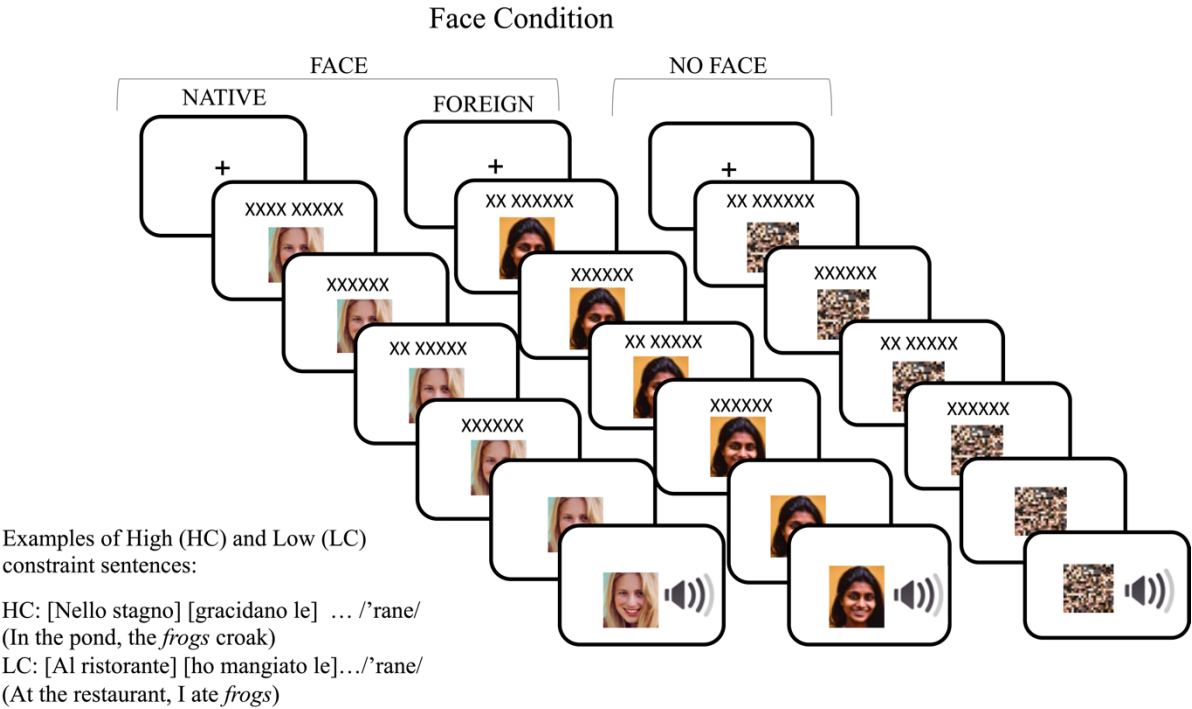 Face Condition
FACE
NO FACE
NATIVE
FOREIGN
+
+
+
XXXX XXXXX
XX XXXXXX
XX XXXXXX
XXXXXX
XXXXXX
XXXXXX
XX XXXXX
XX XXXXX
XX XXXXX
XXXXXX
XXXXXX
XXXXXX
Examples of High (HC) and Low (LC)
constraint sentences:
HC: [Nello stagno] [gracidano le] … /’rane/
(In the pond, the frogs croak)
LC: [Al ristorante] [ho mangiato le]…/’rane/
(At the restaurant, I ate frogs)